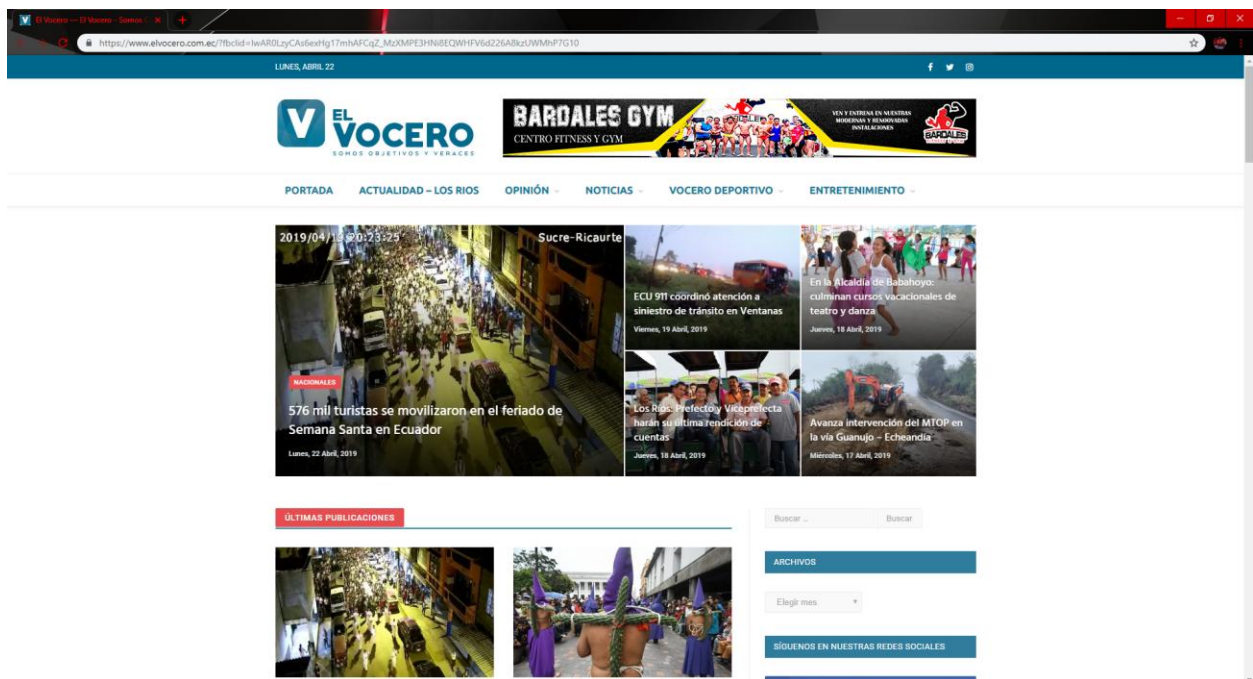 El Vocero — El Vocero - Somos
https://www.elvocero.com.ec/?fbclid=IwAR0LzyCAs6exHg17mhAFCqZ_MzXMPE3HNi8EQWHFV6d226A8kzUWMhP7G10
LUNES, ABRIL 22
V EL
VOCERO
SOMOS OBJETIVOS Y VERACES
BARDALES GYM
CENTRO FITNESS Y GYM
VEN Y ENTRENA EN NUESTRAS
MODERNAS Y RENOVADAS
INSTALACIONES
BARDALES
PORTADA
ACTUALIDAD – LOS RIOS
OPINIÓN
NOTICIAS
VOCERO DEPORTIVO
ENTRETENIMIENTO
Sucre-Ricaurte
NACIONALES
576 mil turistas se movilizaron en el feriado de
Semana Santa en Ecuador
Lunes, 22 Abril, 2019
ECU 911 coordinó atención a
siniestro de tránsito en Ventanas
Viernes, 19 Abril, 2019
En la Alcaldía de Babahoyo:
culminan cursos vacacionales de
teatro y danza
Jueves, 18 Abril, 2019
Los Ríos: Prefecto y Viceprefecta
harán su última rendición de
cuentas
Jueves, 18 Abril, 2019
Avanza intervención del MTOP en
la vía Guanujo – Echeandía
Miércoles, 17 Abril, 2019
ÚLTIMAS PUBLICACIONES
Buscar ...
Buscar
ARCHIVOS
Elegir mes
SÍGUENOS EN NUESTRAS REDES SOCIALES